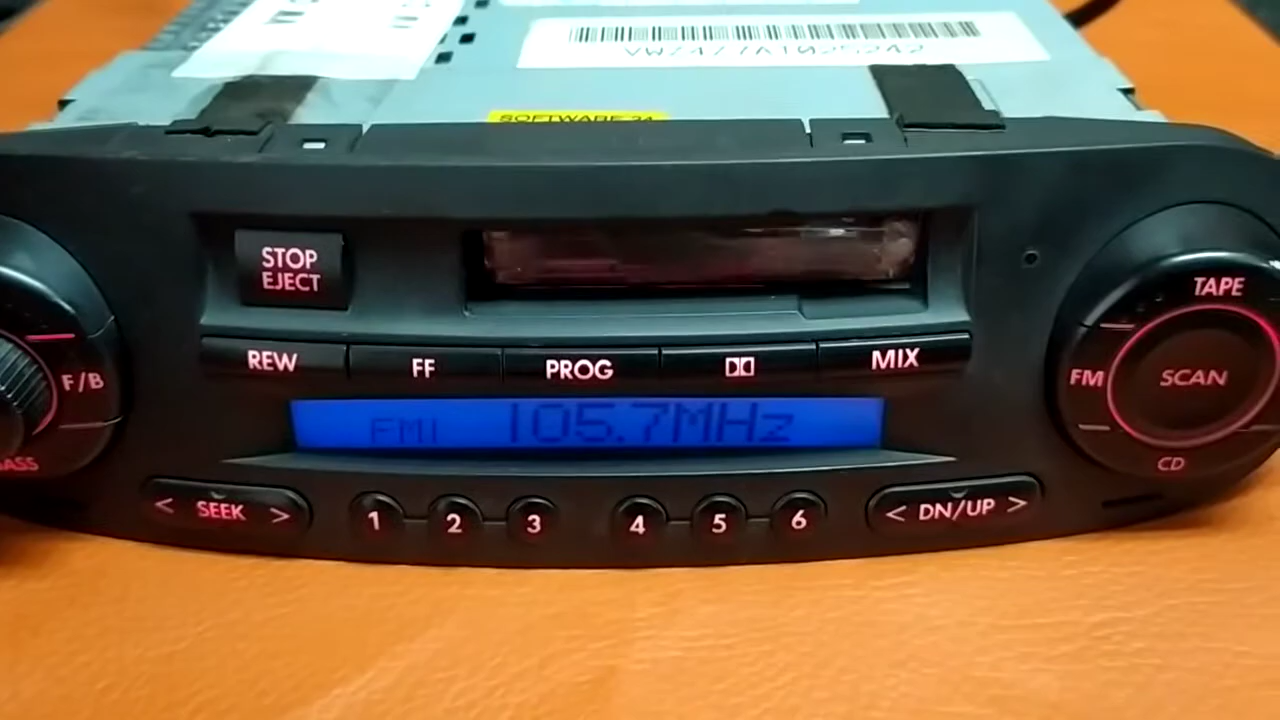 VWZ4Z7A1025242
SOFTWARE 24
STOP
EJECT
TAPE
REW FF PROG MIX
FM SCAN
F/B
FM1 105.7MHz
BASS
CD
< SEEK >
1 2 3 4 5 6
< DN/UP >